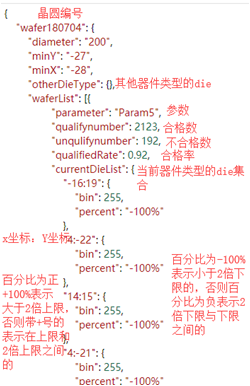 { 晶圆编号
"wafer180704": {
"diameter": "200",
"minY": "-27",
"minX": "-28",
"otherDieType": {}, 其他器件类型的die
"waferList": [{
"parameter": "Param5", 参数
"qualifynumber": 2123, 合格数
"unqulifynumber": 192, 不合格数
"qualifiedRate": 0.92, 合格率
"currentDieList": { 当前器件类型的die集合
"-16:19": {
"bin": 255,
"percent": "-100%"
},
x坐标：Y坐标
"4:-22": {
"bin": 255,
"percent": "-100%"
},
"14:15": {
"bin": 255,
"percent": "-100%"
},
"4:-21": {
"bin": 255,
"percent": "-100%"
},
百分比为正
+100%表示
大于2倍上限，
否则带+号的
表示在上限和
2倍上限之间
的
百分比为-100%
表示小于2倍下
限的，否则百
分比为负表示2
倍下限与下限
之间的